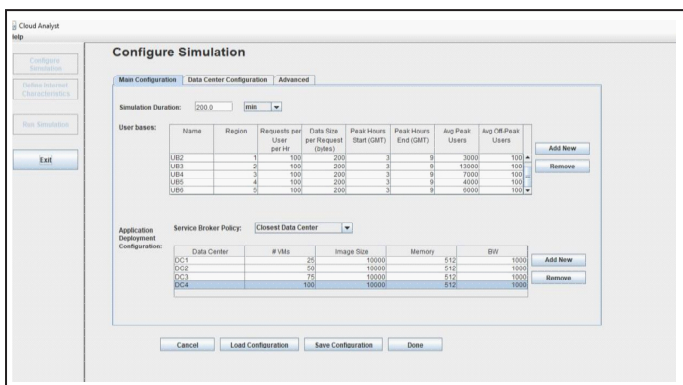 Cloud Analyst
Help
Configure Simulation
Configure
Simulation
Define Internet
Characteristics
Run Simulation
Exit
Main Configuration Data Center Configuration Advanced
Simulation Duration: 200.0 min
User bases:
Name Region Requests per User per Hr Data Size per Request (bytes) Peak Hours Start (GMT) Peak Hours End (GMT) Avg Peak Users Avg Off-Peak Users
UB2 1 100 200 3 9 3000 100
UB3 2 100 200 3 9 13000 100
UB4 3 100 200 3 9 7000 100
UB5 4 100 200 3 9 4000 100
UB6 5 100 200 3 9 6000 100
Add New
Remove
Application
Deployment
Configuration:
Service Broker Policy: Closest Data Center
Data Center # VMs Image Size Memory BW
DC1 25 10000 512 1000
DC2 50 10000 512 1000
DC3 75 10000 512 1000
DC4 100 10000 512 1000
Add New
Remove
Cancel Load Configuration Save Configuration Done